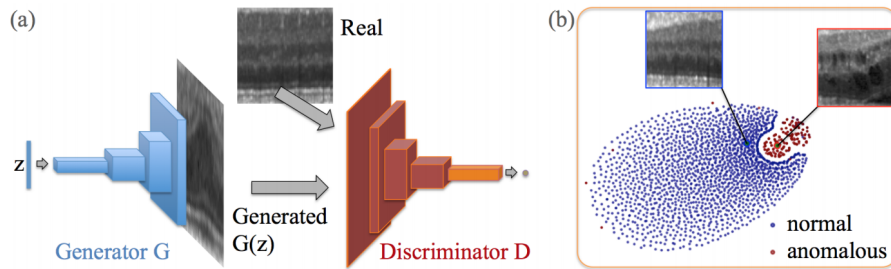 (a)
Real
z
Generated
G(z)
Generator G
Discriminator D
(b)
normal
anomalous